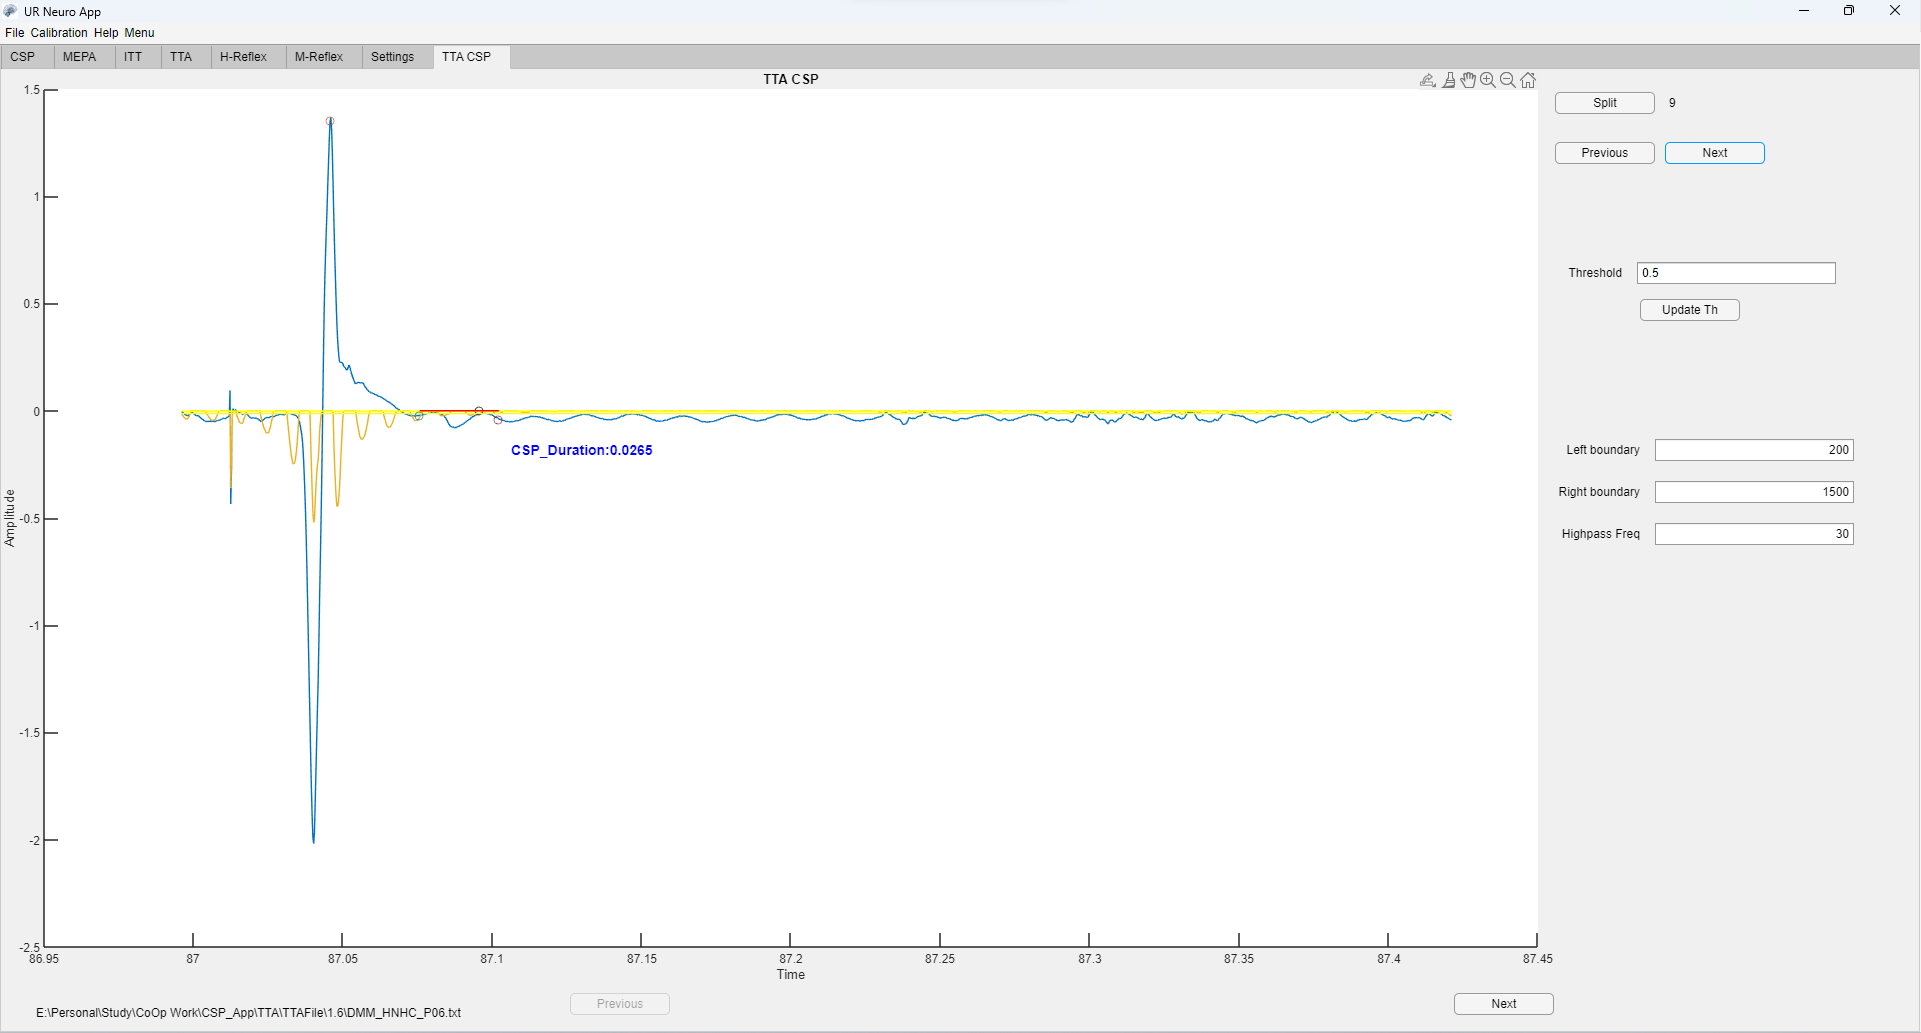 UR Neuro App
File Calibration Help Menu
CSP MEPA ITT TTA H-Reflex M-Reflex Settings TTA CSP
TTA CSP
Split 9
Previous Next
Threshold 0.5
Update Th
Left boundary 200
Right boundary 1500
Highpass Freq 30
1.5
1
0.5
0
-0.5
-1
-1.5
-2
-2.5
Amplitude
CSP_Duration:0.0265
86.95 87 87.05 87.1 87.15 87.2 87.25 87.3 87.35 87.4 87.45
Time
Previous Next
E:\Personal\Study\CoOp Work\CSP_App\TTA\TTAFile\1.6\DMM_HNHC_P06.txt